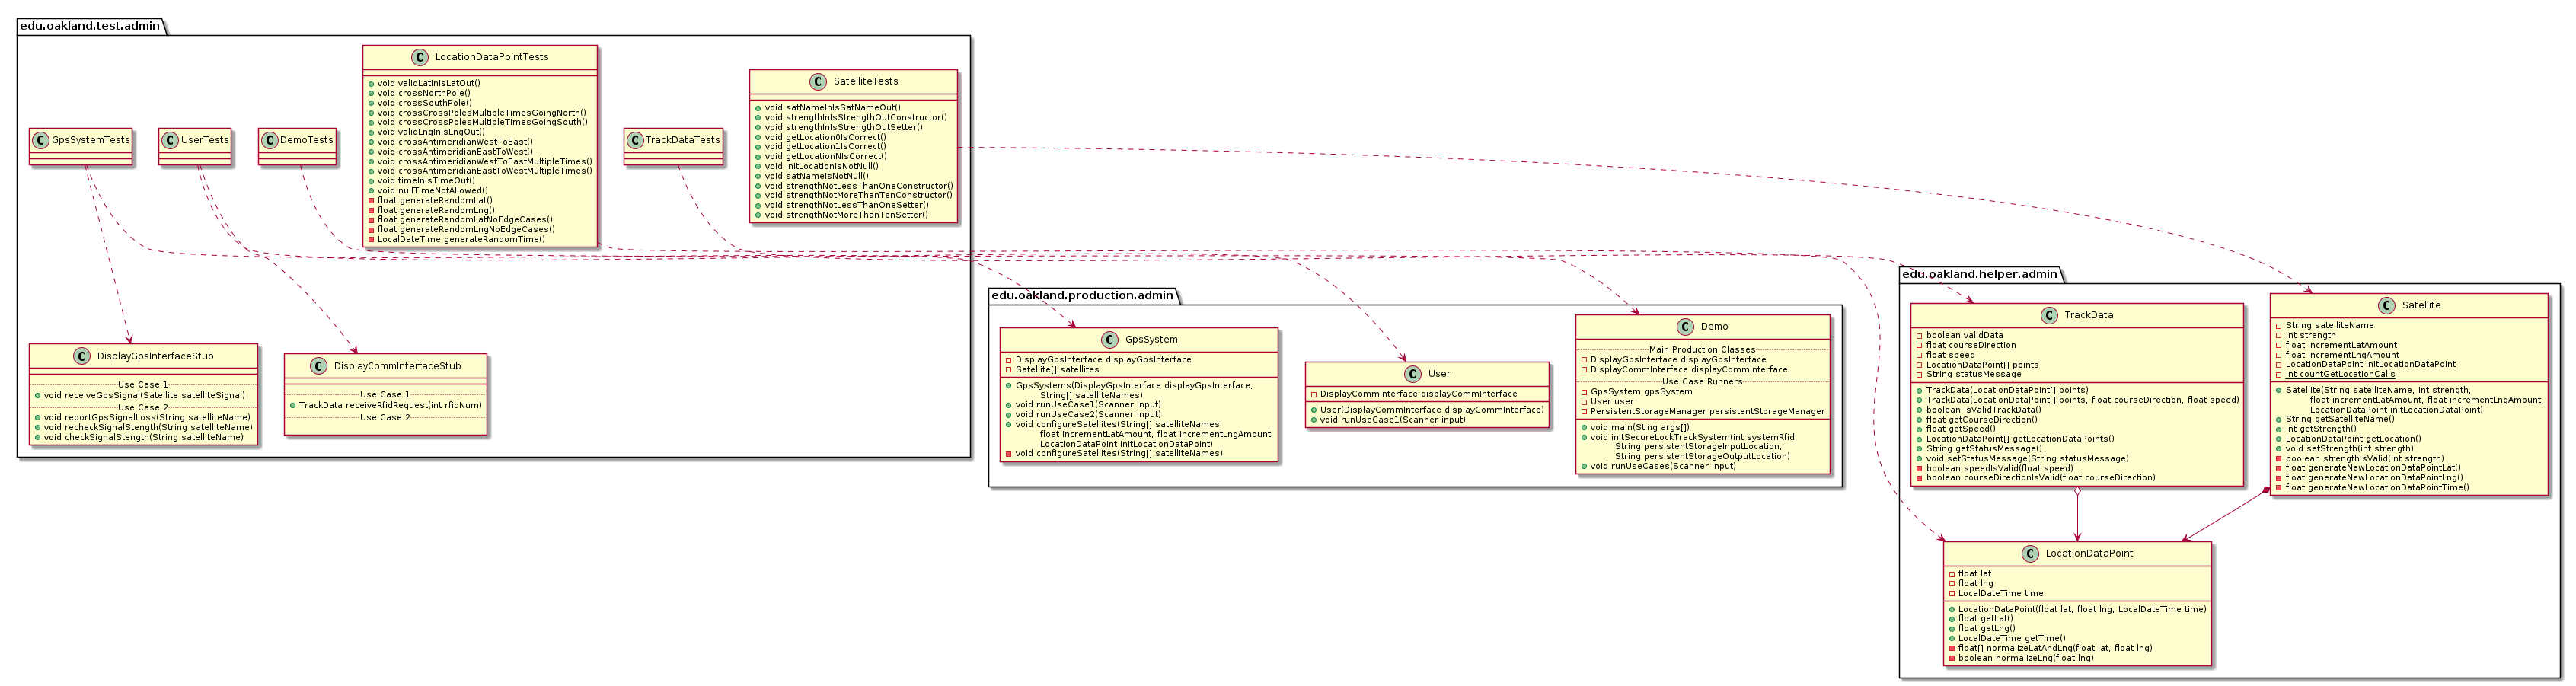 edu.oakland.test.admin
C LocationDataPointTests
void validLatInIsLatOut()
void crossNorthPole()
void crossSouthPole()
void crossCrossPolesMultipleTimesGoingNorth()
void crossCrossPolesMultipleTimesGoingSouth()
void validLngInIsLngOut()
void crossAntimeridianWestToEast()
void crossAntimeridianEastToWest()
void crossAntimeridianWestToEastMultipleTimes()
void crossAntimeridianEastToWestMultipleTimes()
void timeInIsTimeOut()
void nullTimeNotAllowed()
float generateRandomLat()
float generateRandomLng()
float generateRandomLatNoEdgeCases()
float generateRandomLngNoEdgeCases()
LocalDateTime generateRandomTime()
C SatelliteTests
void satNameInIsSatNameOut()
void strengthInIsStrengthOutConstructor()
void strengthInIsStrengthOutSetter()
void getLocation0IsCorrect()
void getLocation1IsCorrect()
void getLocationNIsCorrect()
void initLocationIsNotNull()
void satNameIsNotNull()
void strengthNotLessThanOneConstructor()
void strengthNotMoreThanTenConstructor()
void strengthNotLessThanOneSetter()
void strengthNotMoreThanTenSetter()
C GpsSystemTests
C UserTests
C DemoTests
C TrackDataTests
C DisplayGpsInterfaceStub
Use Case 1
void receiveGpsSignal(Satellite satelliteSignal)
Use Case 2
void reportGpsSignalLoss(String satelliteName)
void recheckSignalStength(String satelliteName)
void checkSignalStength(String satelliteName)
C DisplayCommInterfaceStub
Use Case 1
TrackData receiveRfidRequest(int rfidNum)
Use Case 2
edu.oakland.production.admin
C GpsSystem
DisplayGpsInterface displayGpsInterface
Satellite[] satellites
GpsSystems(DisplayGpsInterface displayGpsInterface,
String[] satelliteNames)
void runUseCase1(Scanner input)
void runUseCase2(Scanner input)
void configureSatellites(String[] satelliteNames
float incrementLatAmount, float incrementLngAmount,
LocationDataPoint initLocationDataPoint)
void configureSatellites(String[] satelliteNames)
C User
DisplayCommInterface displayCommInterface
User(DisplayCommInterface displayCommInterface)
void runUseCase1(Scanner input)
C Demo
Main Production Classes
DisplayGpsInterface displayGpsInterface
DisplayCommInterface displayCommInterface
Use Case Runners
GpsSystem gpsSystem
User user
PersistentStorageManager persistentStorageManager
void main(Sting args[])
void initSecureLockTrackSystem(int systemRfid,
String persistentStorageInputLocation,
String persistentStorageOutputLocation)
void runUseCases(Scanner input)
edu.oakland.helper.admin
C TrackData
boolean validData
float courseDirection
float speed
LocationDataPoint[] points
String statusMessage
TrackData(LocationDataPoint[] points)
TrackData(LocationDataPoint[] points, float courseDirection, float speed)
boolean isValidTrackData()
float getCourseDirection()
float getSpeed()
LocationDataPoint[] getLocationDataPoints()
String getStatusMessage()
void setStatusMessage(String statusMessage)
boolean speedIsValid(float speed)
boolean courseDirectionIsValid(float courseDirection)
C Satellite
String satelliteName
int strength
float incrementLatAmount
float incrementLngAmount
LocationDataPoint initLocationDataPoint
int countGetLocationCalls
Satellite(String satelliteName, int strength,
float incrementLatAmount, float incrementLngAmount,
LocationDataPoint initLocationDataPoint)
String getSatelliteName()
int getStrength()
LocationDataPoint getLocation()
void setStrength(int strength)
boolean strengthIsValid(int strength)
float generateNewLocationDataPointLat()
float generateNewLocationDataPointLng()
float generateNewLocationDataPointTime()
C LocationDataPoint
float lat
float lng
LocalDateTime time
LocationDataPoint(float lat, float lng, LocalDateTime time)
float getLat()
float getLng()
LocalDateTime getTime()
float[] normalizeLatAndLng(float lat, float lng)
boolean normalizeLng(float lng)